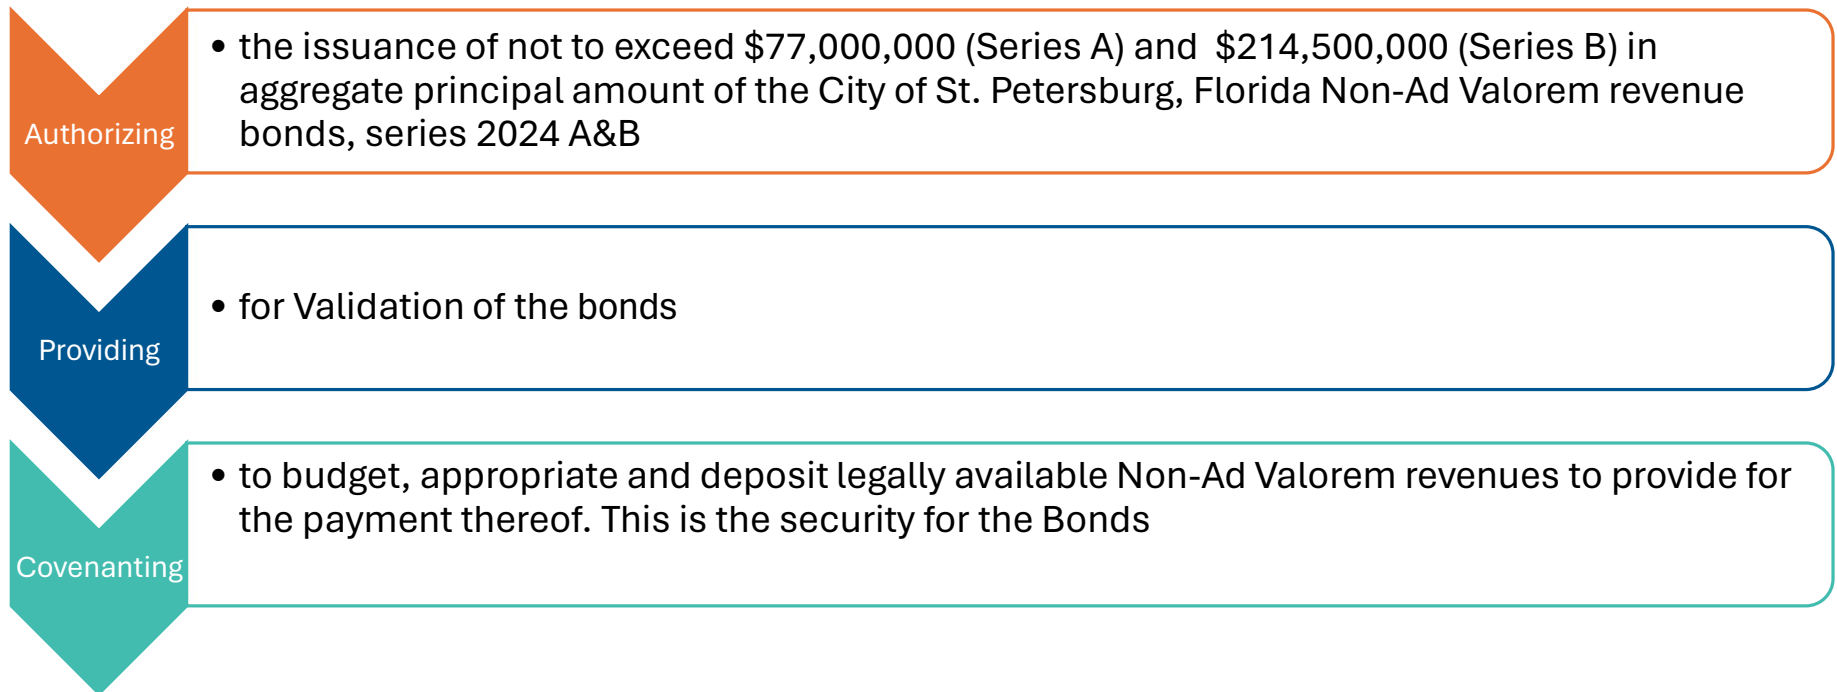 Authorizing
• the issuance of not to exceed $77,000,000 (Series A) and  $214,500,000 (Series B) in
aggregate principal amount of the City of St. Petersburg, Florida Non-Ad Valorem revenue
bonds, series 2024 A&B
Providing
• for Validation of the bonds
Covenanting
• to budget, appropriate and deposit legally available Non-Ad Valorem revenues to provide for
the payment thereof. This is the security for the Bonds